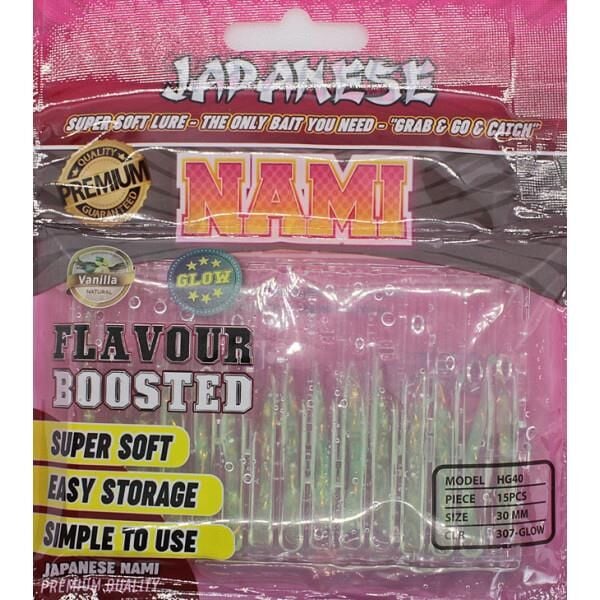 JAPANESE
SUPER SOFT LURE - THE ONLY BAIT YOU NEED - "GRAB & GO & CATCH"
QUALITY
PREMIUM
GUARANTEED
NAMI
Vanilla
NATURAL
GLOW
FLAVOUR
BOOSTED
SUPER SOFT
EASY STORAGE
SIMPLE TO USE
JAPANESE NAMI
PREMIUM QUALITY
MODEL HG40
PIECE 15PCS
SIZE 30 MM
CLR 307-GLOW